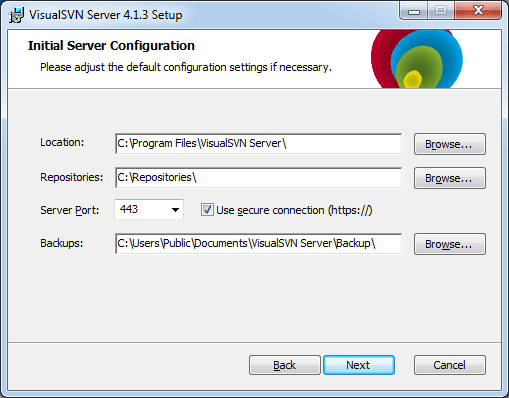 VisualSVN Server 4.1.3 Setup
Initial Server Configuration
Please adjust the default configuration settings if necessary.
Location: C:\Program Files\VisualSVN Server\ Browse...
Repositories: C:\Repositories\ Browse...
Server Port: 443 Use secure connection (https://)
Backups: C:\Users\Public\Documents\VisualSVN Server\Backup\ Browse...
Back Next Cancel